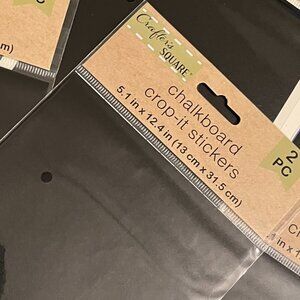 Crafter's
SQUARE
chalkboard
crop-it stickers
5.1 in x 12.4 in (13 cm x 31.5 cm)
2
PC